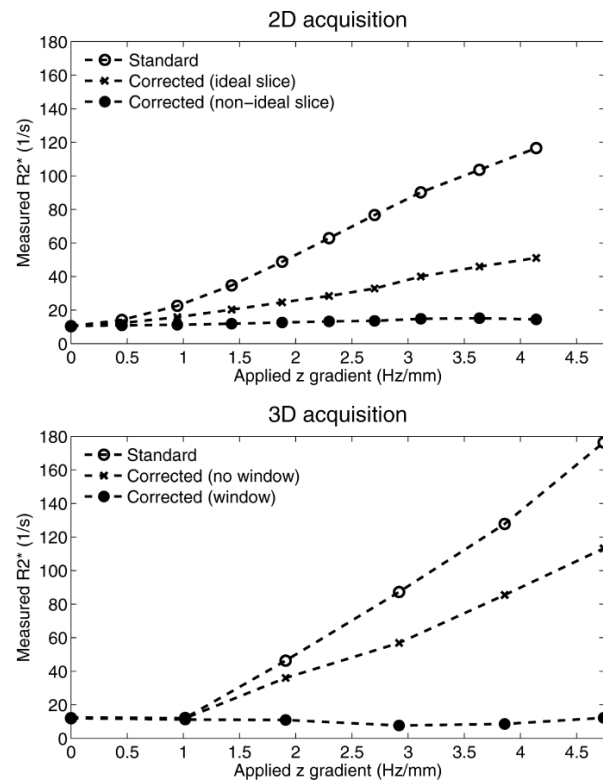 2D acquisition
180
160
140
120
100
80
60
40
20
0
Measured R2* (1/s)
Standard
Corrected (ideal slice)
Corrected (non-ideal slice)
0 0.5 1 1.5 2 2.5 3 3.5 4 4.5
Applied z gradient (Hz/mm)
3D acquisition
180
160
140
120
100
80
60
40
20
0
Measured R2* (1/s)
Standard
Corrected (no window)
Corrected (window)
0 0.5 1 1.5 2 2.5 3 3.5 4 4.5
Applied z gradient (Hz/mm)